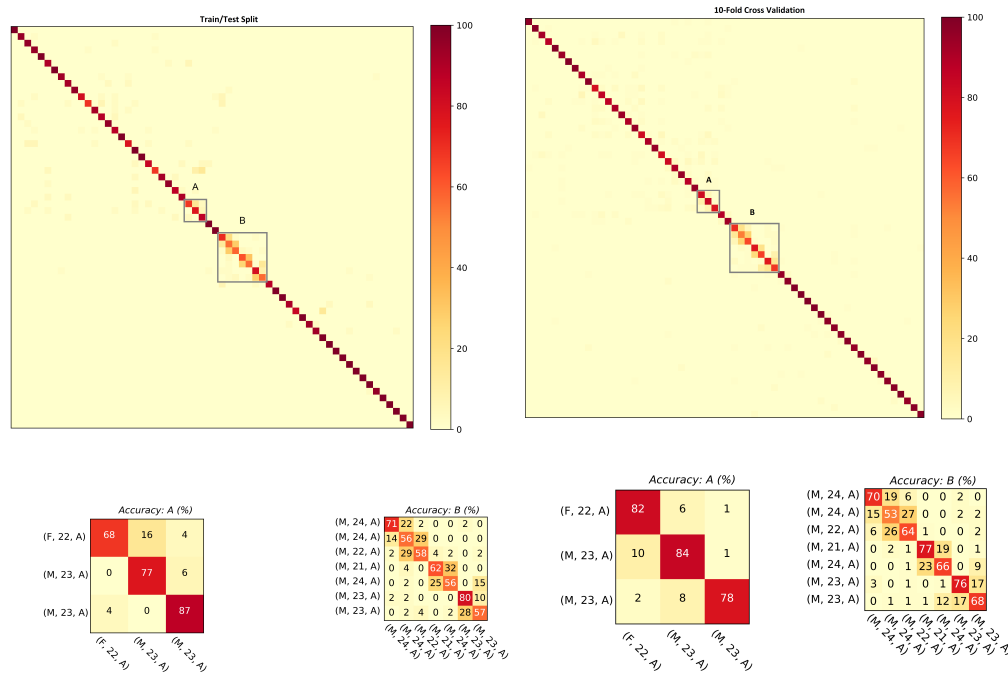 Train/Test Split
10-Fold Cross Validation
100
80
60
40
20
0
100
80
60
40
20
0
A
B
A
B
Accuracy: A (%)
(F, 22, A) 68 16 4
(M, 23, A) 0 77 6
(M, 23, A) 4 0 87
(F, 22, A) (M, 23, A) (M, 23, A)
Accuracy: B (%)
(M, 24, A) 71 22 2 0 0 2 0
(M, 24, A) 14 56 29 0 0 0 0
(M, 22, A) 2 29 58 4 2 0 2
(M, 21, A) 0 4 0 62 32 0 0
(M, 24, A) 0 2 0 25 56 0 15
(M, 23, A) 2 2 0 0 0 80 10
(M, 23, A) 0 2 4 0 2 28 57
(M, 24, A) (M, 24, A) (M, 22, A) (M, 21, A) (M, 24, A) (M, 23, A) (M, 23, A)
Accuracy: A (%)
(F, 22, A) 82 6 1
(M, 23, A) 10 84 1
(M, 23, A) 2 8 78
(F, 22, A) (M, 23, A) (M, 23, A)
Accuracy: B (%)
(M, 24, A) 70 19 6 0 0 2 0
(M, 24, A) 15 53 27 0 0 2 0
(M, 22, A) 6 26 64 1 0 0 2
(M, 21, A) 0 2 1 77 19 0 1
(M, 24, A) 0 2 1 23 66 0 9
(M, 23, A) 3 0 1 0 1 76 17
(M, 23, A) 0 1 1 1 12 17 68
(M, 24, A) (M, 24, A) (M, 22, A) (M, 21, A) (M, 24, A) (M, 23, A)